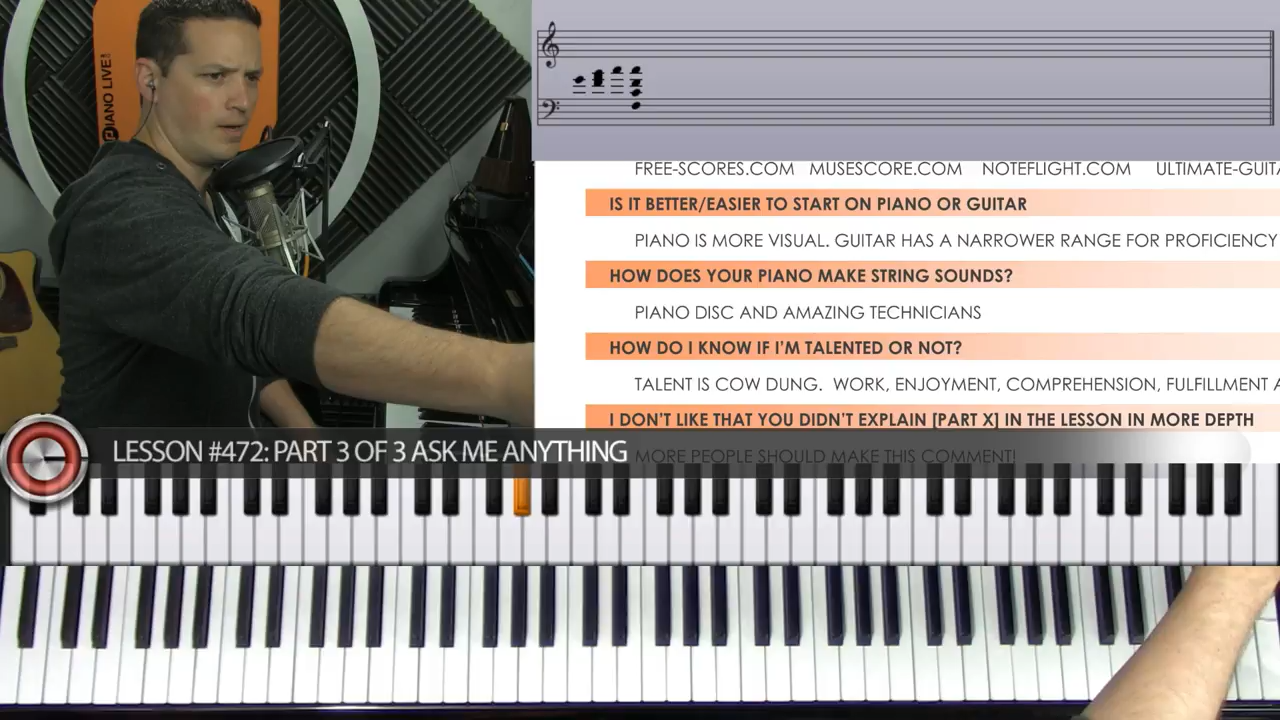 PIANO LIVE!
FREE-SCORES.COM MUSESCORE.COM NOTEFLIGHT.COM ULTIMATE-GUITA
IS IT BETTER/EASIER TO START ON PIANO OR GUITAR
PIANO IS MORE VISUAL. GUITAR HAS A NARROWER RANGE FOR PROFICIENCY
HOW DOES YOUR PIANO MAKE STRING SOUNDS?
PIANO DISC AND AMAZING TECHNICIANS
HOW DO I KNOW IF I'M TALENTED OR NOT?
TALENT IS COW DUNG. WORK, ENJOYMENT, COMPREHENSION, FULFILLMENT A
I DON'T LIKE THAT YOU DIDN'T EXPLAIN [PART X] IN THE LESSON IN MORE DEPTH
LESSON #472: PART 3 OF 3 ASK ME ANYTHING
MORE PEOPLE SHOULD MAKE THIS COMMENT!